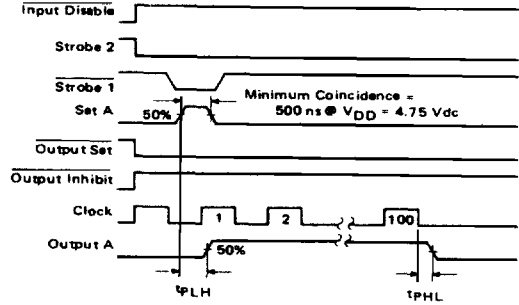 Input Disable
Strobe 2
Strobe 1
Minimum Coincidence =
500 ns @ VDD = 4.75 Vdc
Set A
50%
Output Set
Output Inhibit
Clock
1
2
100
Output A
50%
tPLH
tPHL